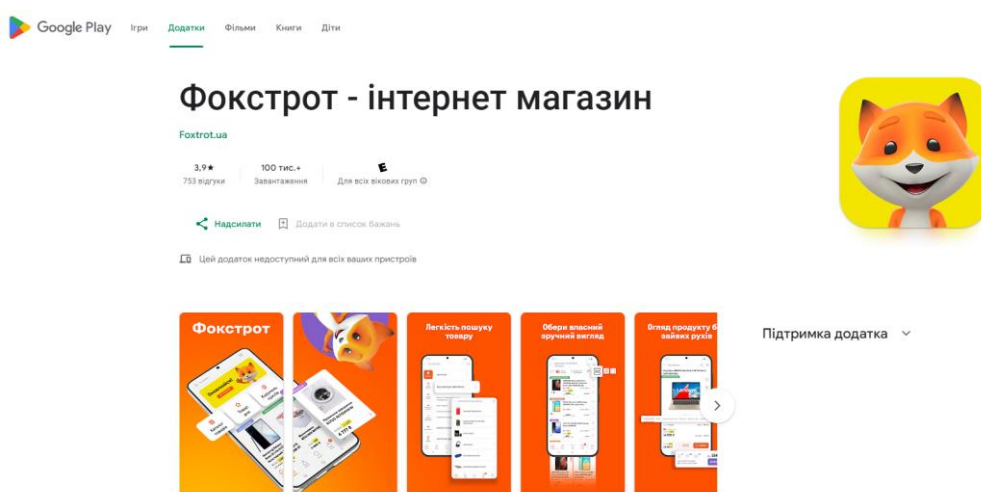 Google Play Ігри Додатки Фільми Книги Діти
Фокстрот - інтернет магазин
Foxtrot.ua
3,9★ 100 тис.+ E
753 відгуки Завантаження Для всіх вікових груп
Надсилати Додати в список бажань
Цей додаток недоступний для всіх ваших пристроїв
Фокстрот
Легкість пошуку
товару
Обери власний
зручний вигляд
Огляд продукту б
зайвих рухів
Підтримка додатка